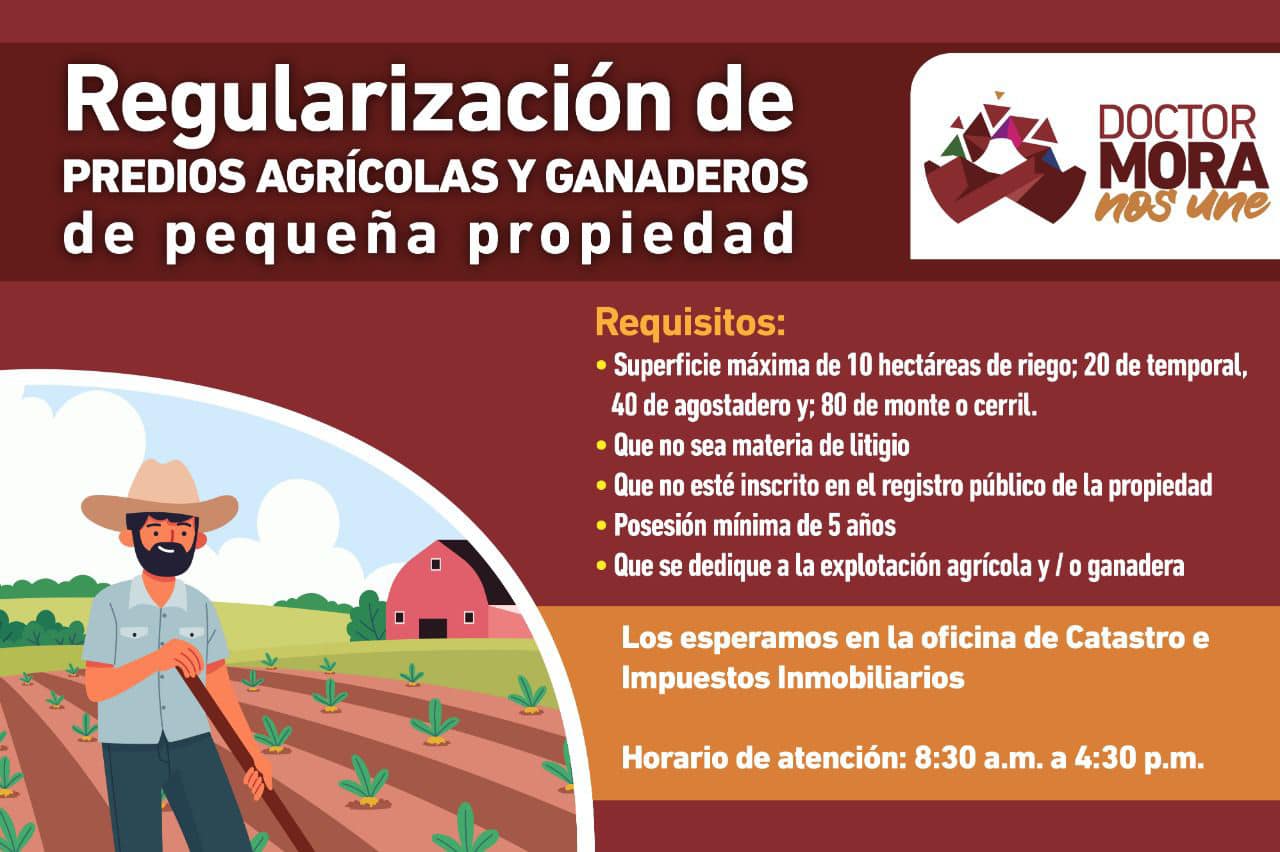 Regularización de
PREDIOS AGRÍCOLAS Y GANADEROS
de pequeña propiedad
DOCTOR
MORA
nos une
Requisitos:
• Superficie máxima de 10 hectáreas de riego; 20 de temporal,
40 de agostadero y; 80 de monte o cerril.
• Que no sea materia de litigio
• Que no esté inscrito en el registro público de la propiedad
• Posesión mínima de 5 años
• Que se dedique a la explotación agrícola y / o ganadera
Los esperamos en la oficina de Catastro e
Impuestos Inmobiliarios
Horario de atención: 8:30 a.m. a 4:30 p.m.